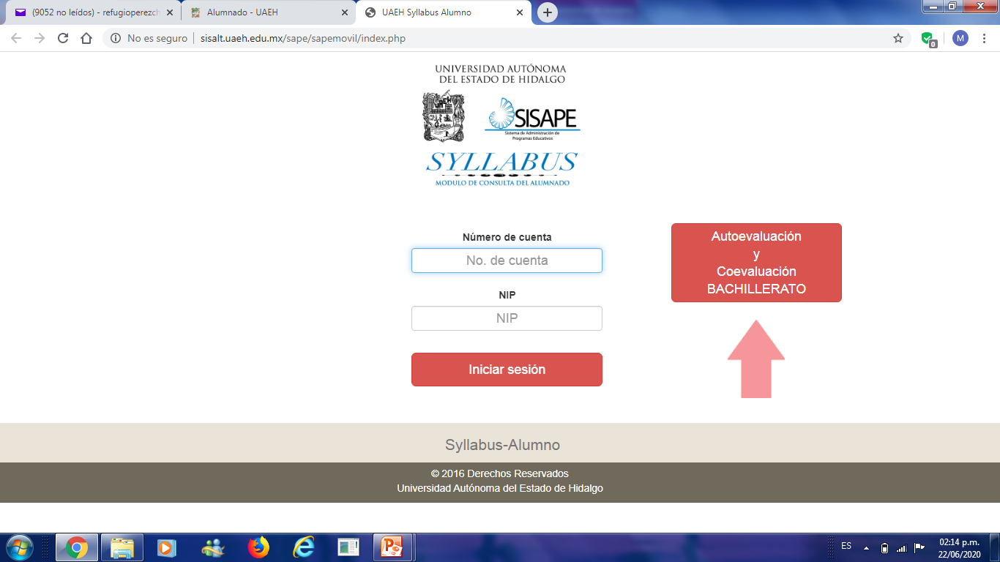 (9052 no leídos) - refugioperezch
Alumnado - UAEH
UAEH Syllabus Alumno
No es seguro
sisalt.uaeh.edu.mx/sape/sapemovil/index.php
0
M
UNIVERSIDAD AUTÓNOMA
DEL ESTADO DE HIDALGO
UAEH
SISAPE
Sistema de Administración de
Programas Educativos
SYLLABUS
MODULO DE CONSULTA DEL ALUMNADO
Número de cuenta
No. de cuenta
NIP
NIP
Iniciar sesión
Autoevaluación
y
Coevaluación
BACHILLERATO
Syllabus-Alumno
© 2016 Derechos Reservados
Universidad Autónoma del Estado de Hidalgo
ES
02:14 p.m.
22/06/2020